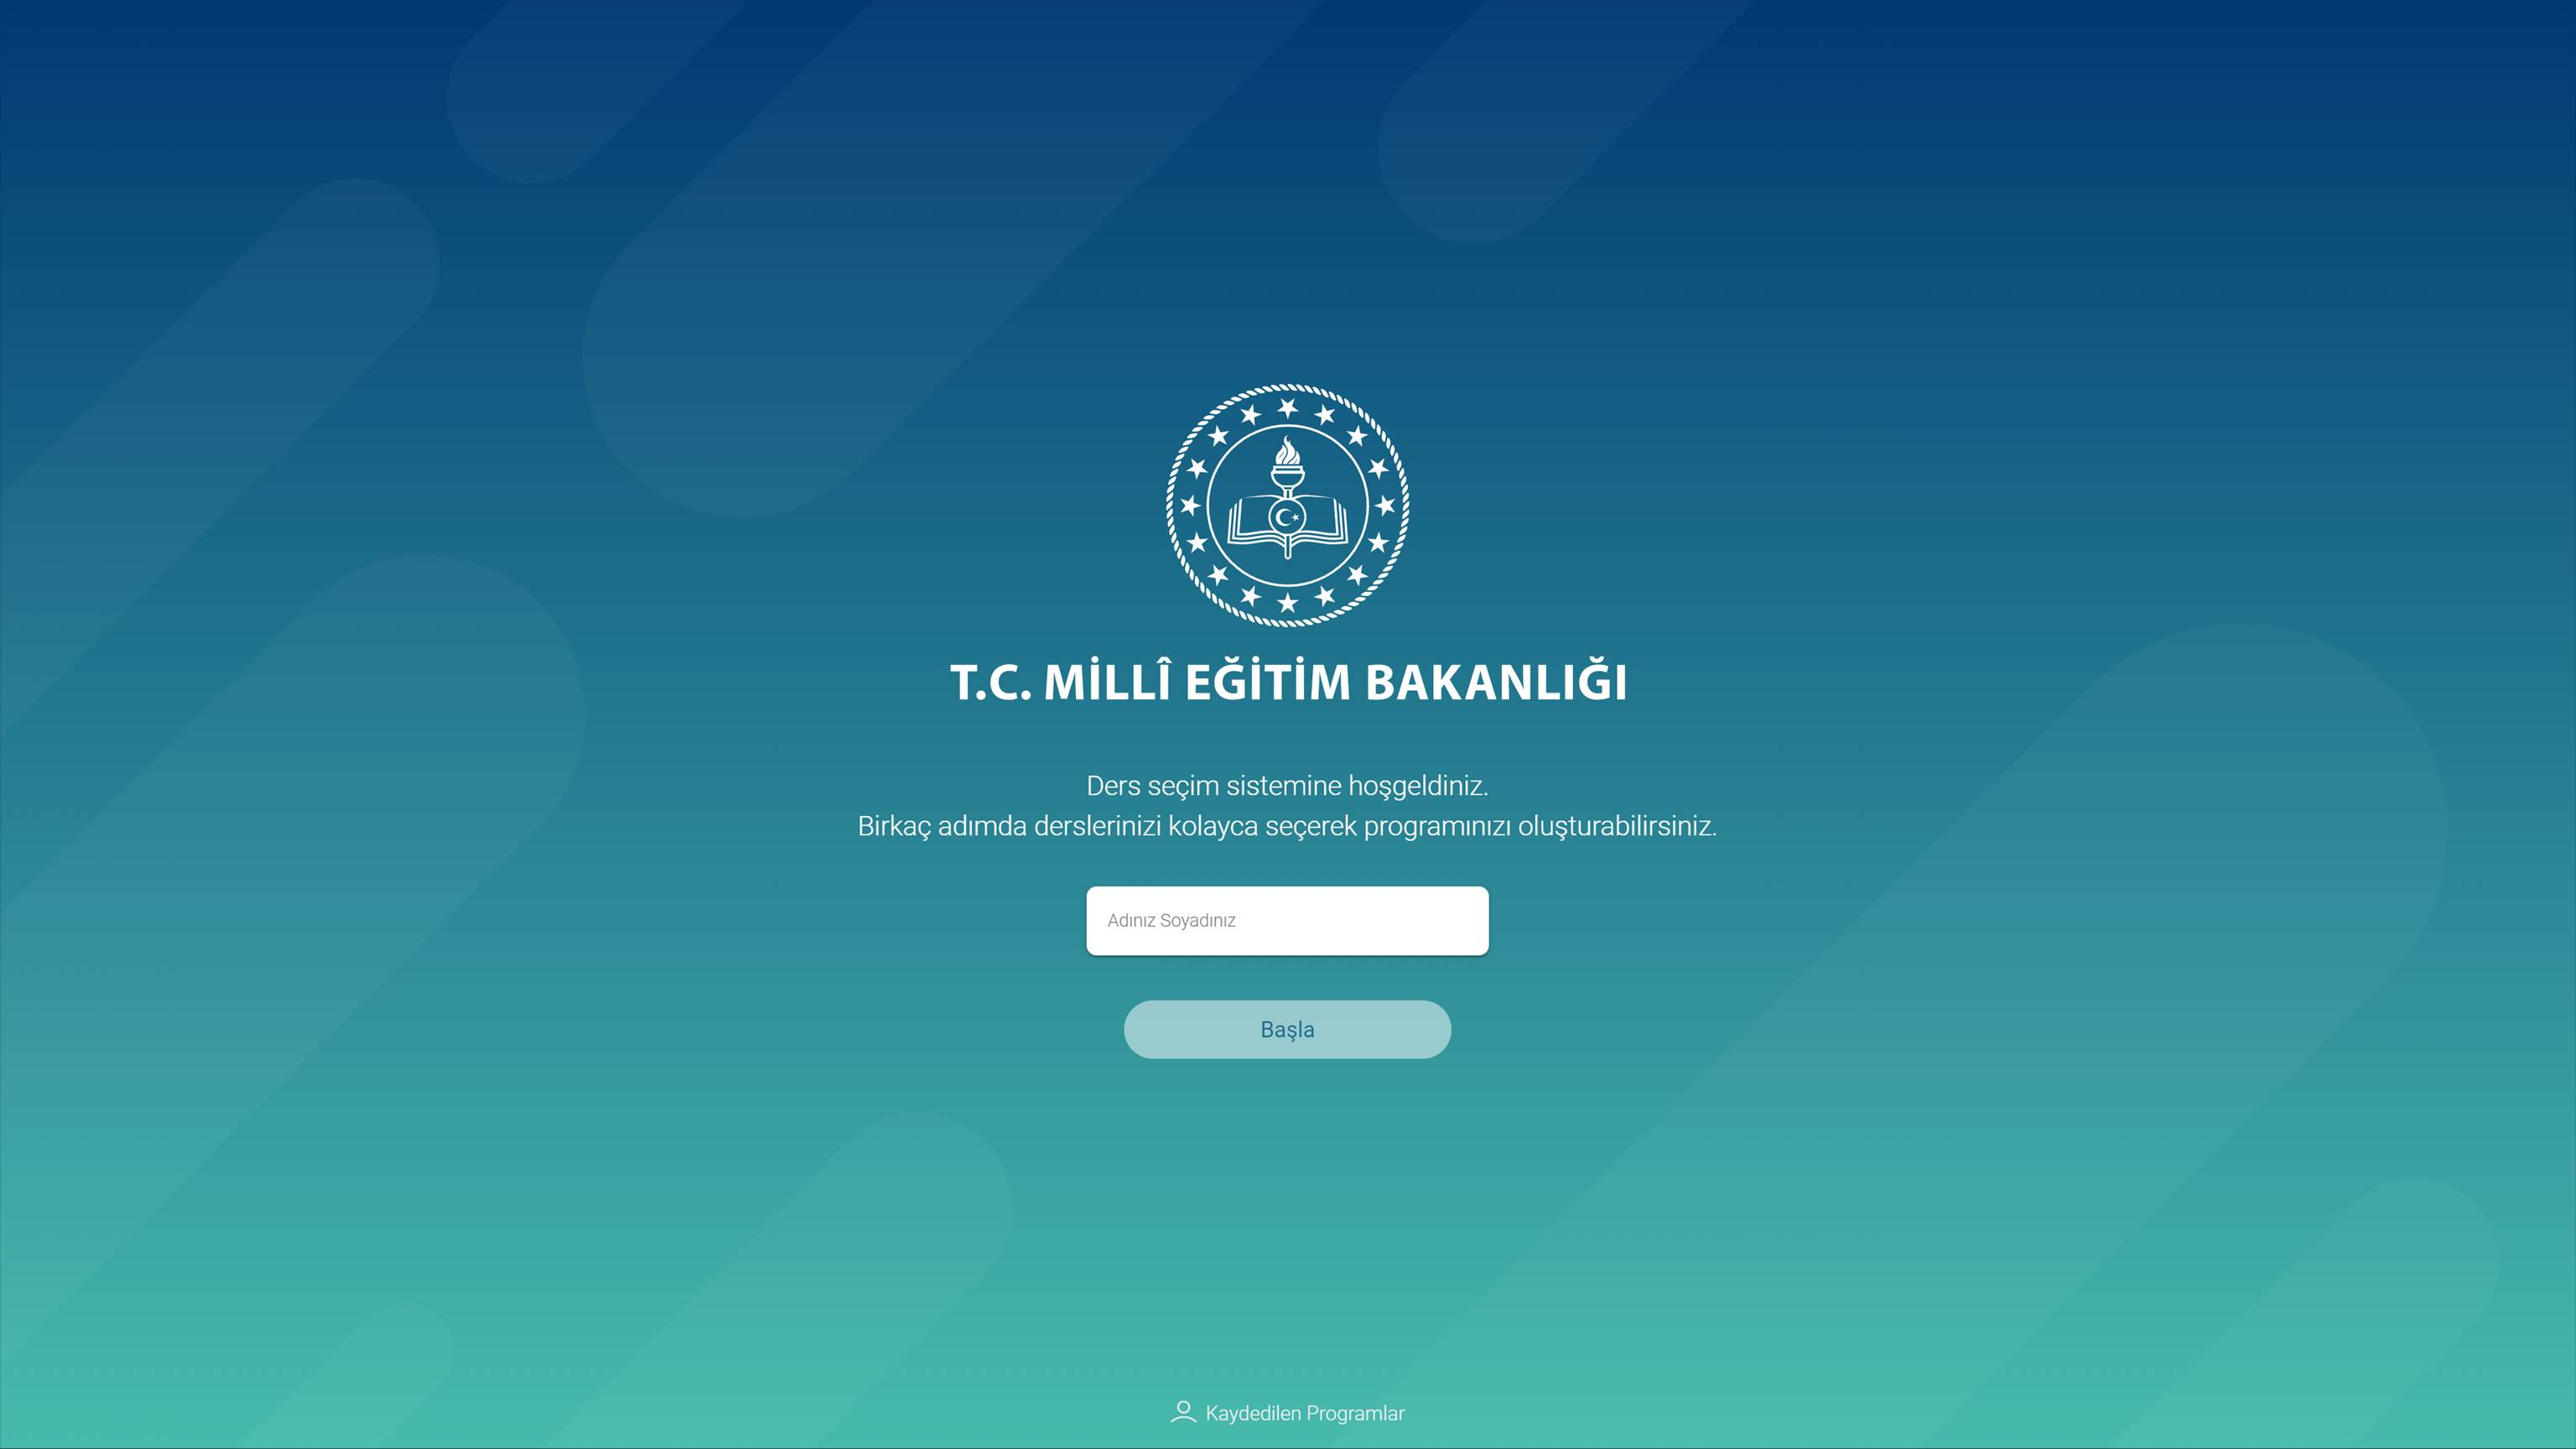 T.C. MİLLÎ EĞİTİM BAKANLIĞI
Ders seçim sistemine hoşgeldiniz.
Birkaç adımda derslerinizi kolayca seçerek programınızı oluşturabilirsiniz.
Adınız Soyadınız
Başla
Kaydedilen Programlar